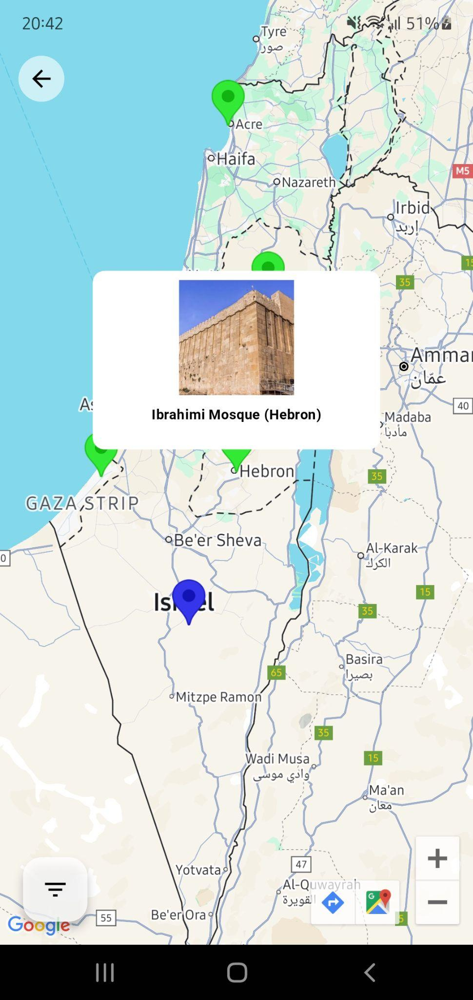 20:42
51%
Tyre
صور
Acre
Haifa
Nazareth
M5
Irbid
إربد
35
Ibrahimi Mosque (Hebron)
عمّان
40
Madaba
مأدبا
35
Hebron
GAZA STRIP
Be'er Sheva
Al-Karak
الكرك
15
35
Basira
بصيرا
65
Mitzpe Ramon
35
15
Wadi Musa
وادي موسى
Ma'an
معان
47
Yotvata
Al-Quwayrah
القويرة
Be'er Ora
55
Google